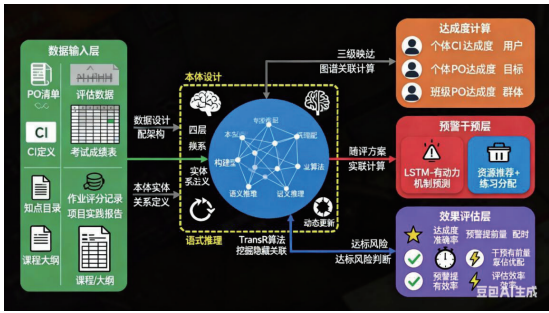 数据输入层
PO清单
评估数据
CI
CI定义
考试成绩表
知点目录
作业评分记录
项目实践报告
课程大纲
课程/大纲
数据设计
配架构
本体实体
关系定义
本体设计
四层
实体
构建
语义推理
语义推理
动态更新
语式推理
TransR算法
挖掘隐藏关联
三级映站
图谱关联计算
随评方案
实联计算
达标风险
达标风险判断
达成度计算
个体CI达成度 用户
个体PO达成度 目标
班级PO达成度 群体
预警干预层
LSTM-有动力
机制预测
资源推荐+
练习分配
效果评估层
达成度
准确率
预警提前量 配时
预警提
有效率
干预有前量
评估效率
效率
豆包AI生成